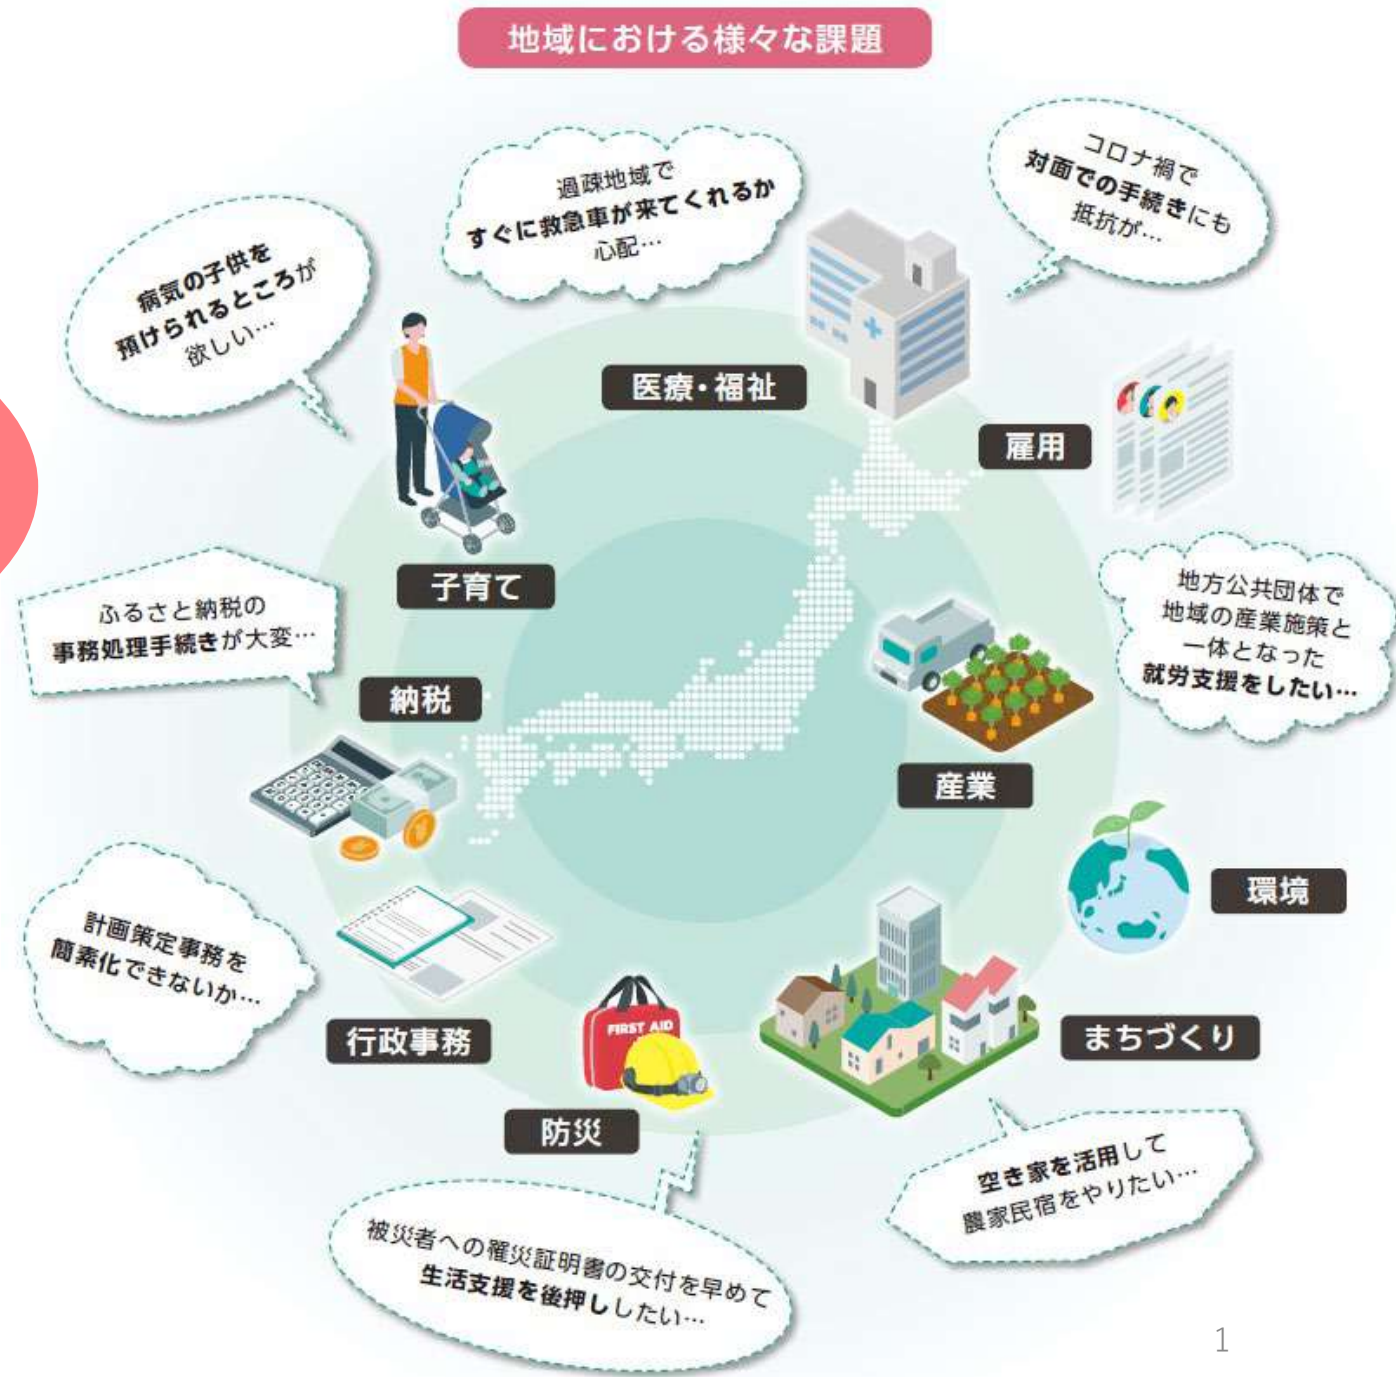 地域における様々な課題
過疎地域で
すぐに救急車が来てくれるか
心配…
コロナ禍で
対面での手続きにも
抵抗が…
病気の子供を
預けられるところが
欲しい…
医療・福祉
雇用
子育て
ふるさと納税の
事務処理手続きが大変…
地方公共団体で
地域の産業施策と
一体となった
就労支援をしたい…
納税
産業
環境
計画策定事務を
簡素化できないか…
行政事務
FIRST AID
まちづくり
防災
空き家を活用して
農家民宿をやりたい…
被災者への罹災証明書の交付を早めて
生活支援を後押ししたい…
1